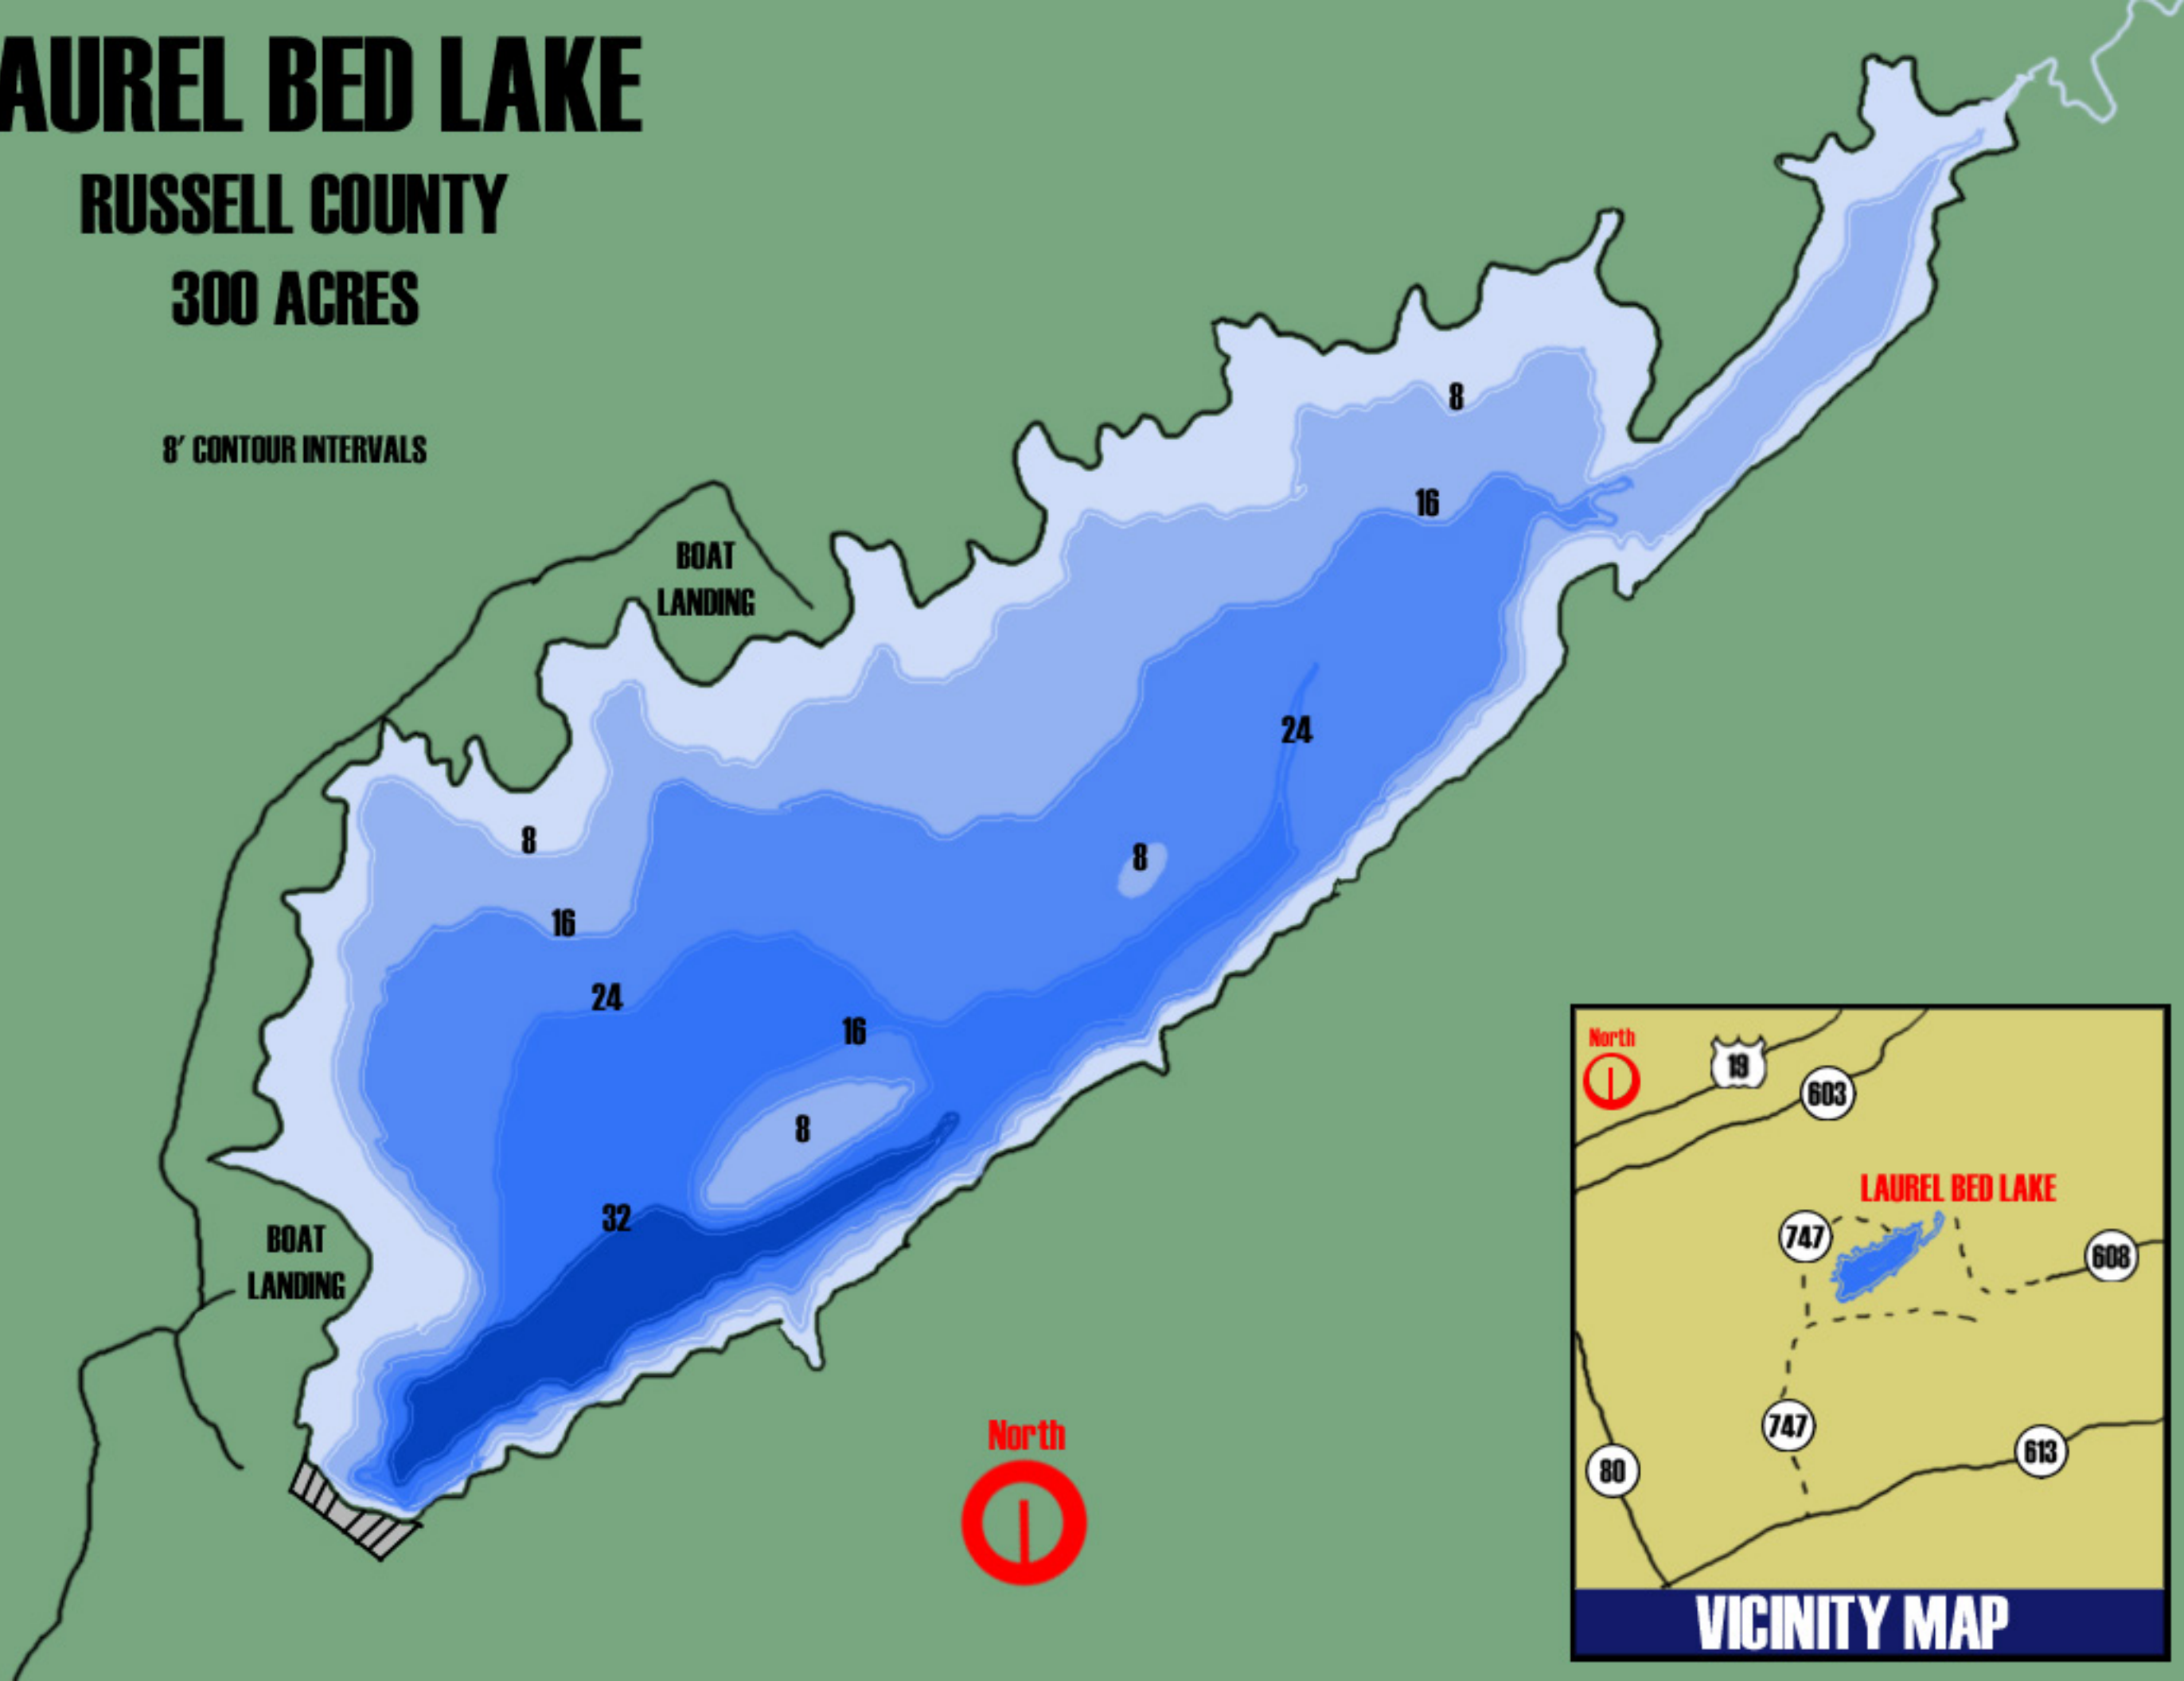 AUREL BED LAKE
RUSSELL COUNTY
300 ACRES
8' CONTOUR INTERVALS
BOAT
LANDING
8
16
24
8
8
16
24
16
8
32
BOAT
LANDING
North
North
19
603
LAUREL BED LAKE
747
608
747
613
80
VICINITY MAP